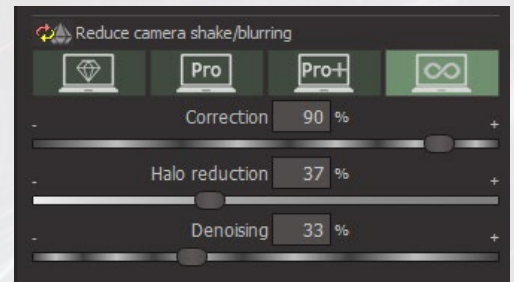 Reduce camera shake/blurring
Pro Pro+
- Correction 90 % +
- Halo reduction 37 % +
- Denoising 33 % +